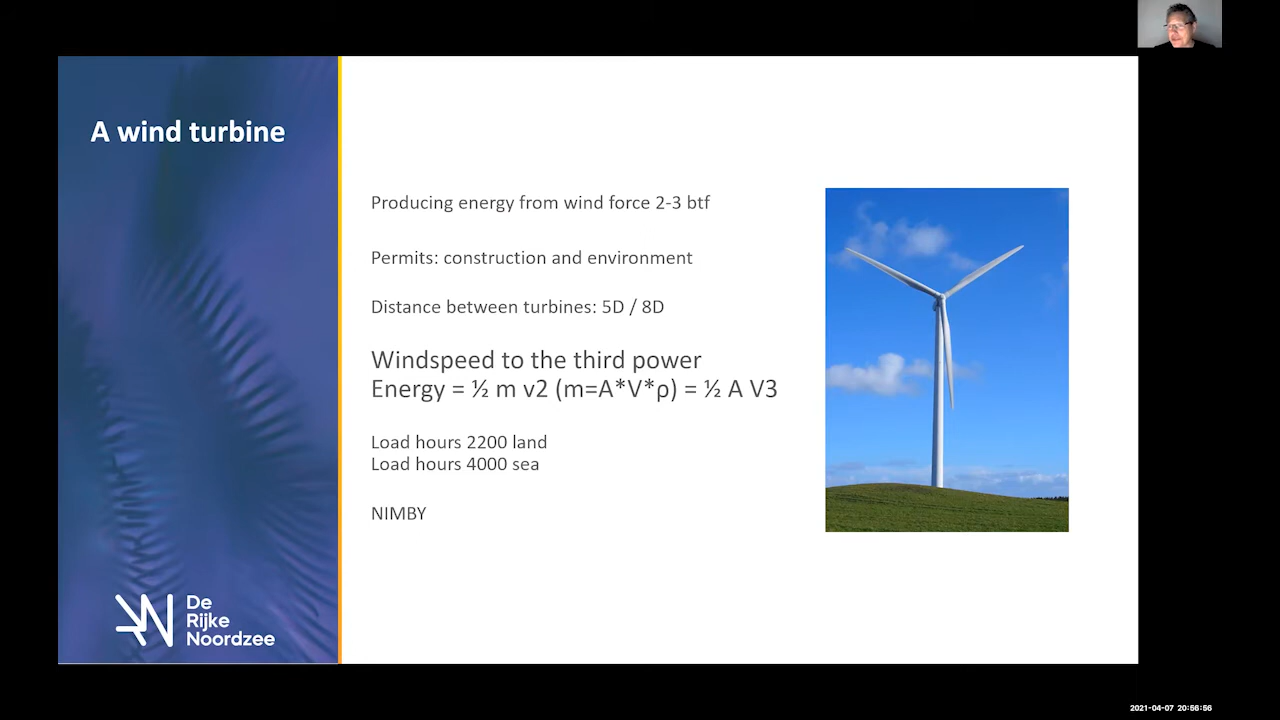 A wind turbine
Producing energy from wind force 2-3 btf
Permits: construction and environment
Distance between turbines: 5D / 8D
Windspeed to the third power
Energy = ½ m v2 (m=A*V*ρ) = ½ A V3
Load hours 2200 land
Load hours 4000 sea
NIMBY
De
Rijke
Noordzee
2021-04-07 20:56:56